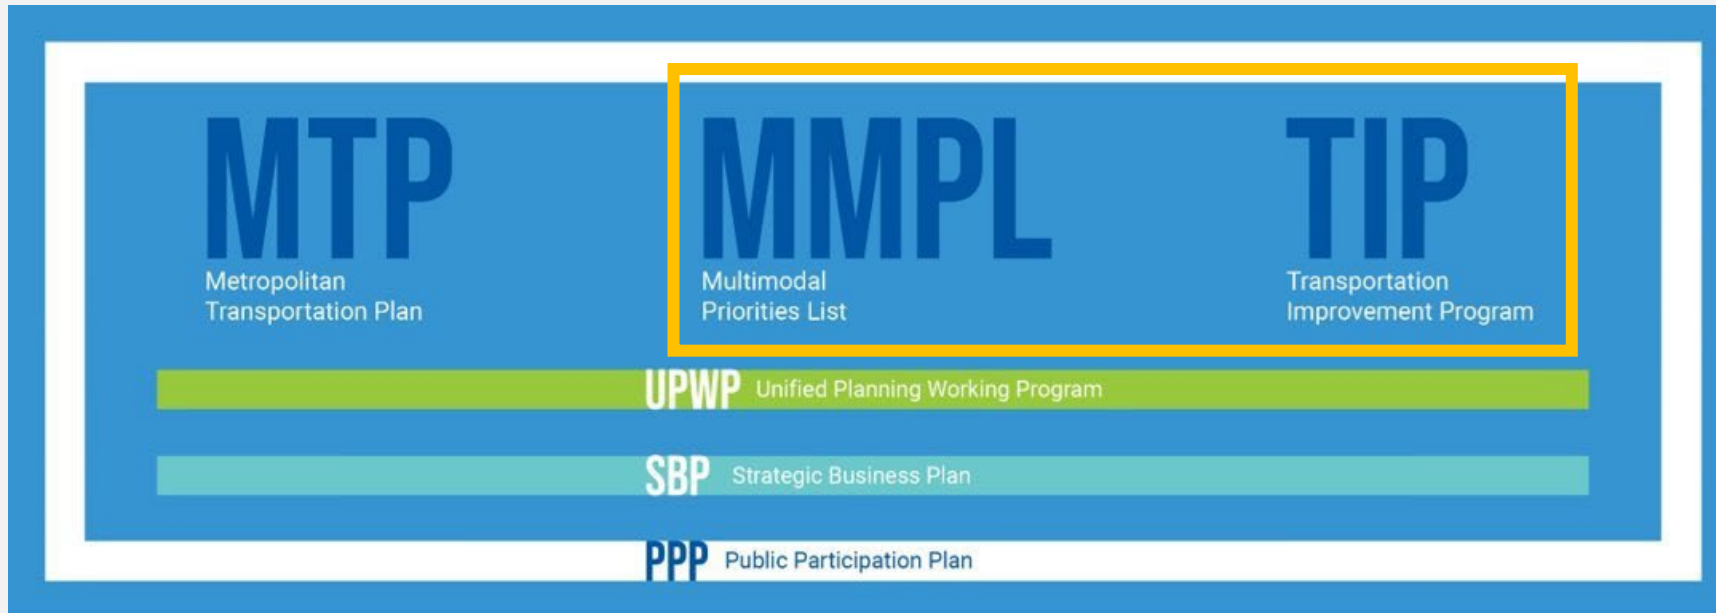 MTP
Metropolitan
Transportation Plan
MMPL
Multimodal
Priorities List
TIP
Transportation
Improvement Program
UPWP Unified Planning Working Program
SBP Strategic Business Plan
PPP Public Participation Plan